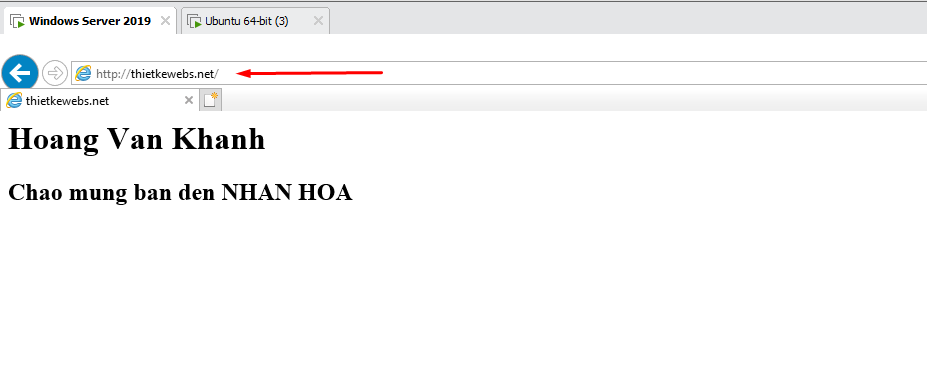 Windows Server 2019
Ubuntu 64-bit (3)
http://thietkewebs.net/
thietkewebs.net
Hoang Van Khanh
Chao mung ban den NHAN HOA